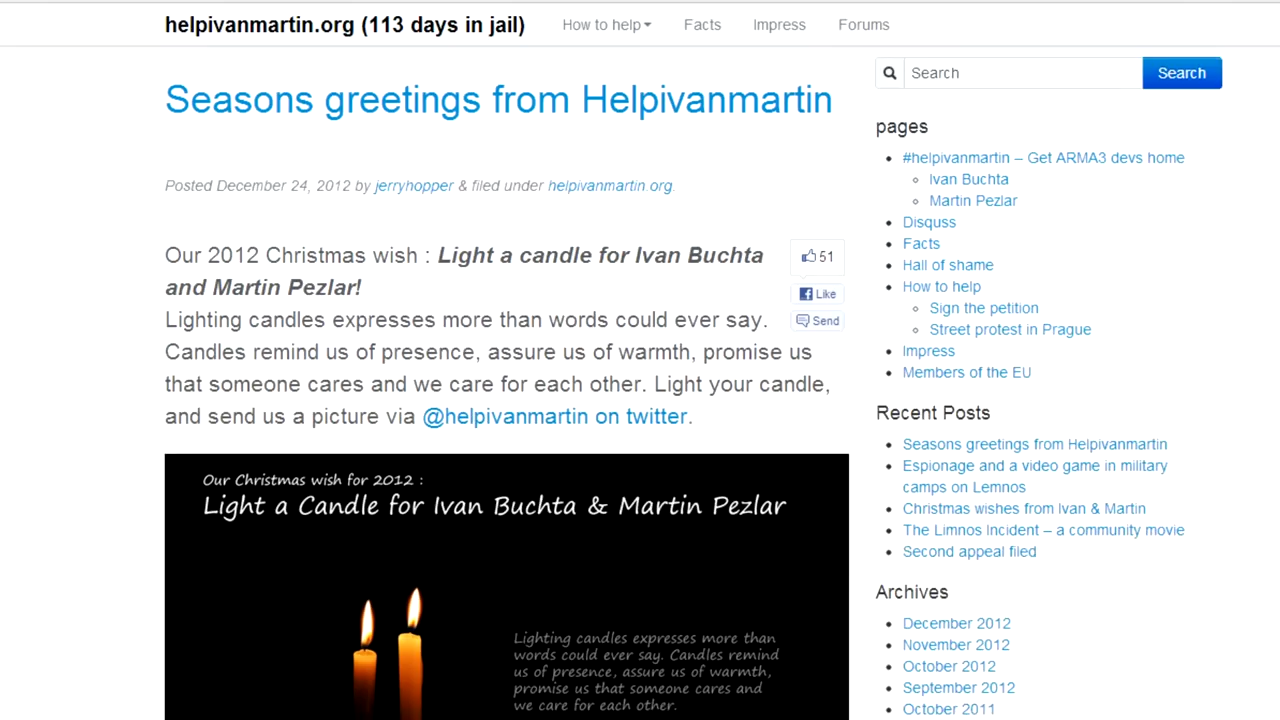 helpivanmartin.org (113 days in jail)
How to help
Facts
Impress
Forums
Seasons greetings from Helpivanmartin
Posted December 24, 2012 by jerryhopper & filed under helpivanmartin.org.
Our 2012 Christmas wish : Light a candle for Ivan Buchta
and Martin Pezlar!
Lighting candles expresses more than words could ever say.
Candles remind us of presence, assure us of warmth, promise us
that someone cares and we care for each other. Light your candle,
and send us a picture via @helpivanmartin on twitter.
51
Like
Send
Our Christmas wish for 2012 :
Light a Candle for Ivan Buchta & Martin Pezlar
Lighting candles expresses more than
words could ever say. Candles remind
us of presence, assure us of warmth,
promise us that someone cares and
we care for each other.
Search
Search
pages
#helpivanmartin – Get ARMA3 devs home
Ivan Buchta
Martin Pezlar
Disquss
Facts
Hall of shame
How to help
Sign the petition
Street protest in Prague
Impress
Members of the EU
Recent Posts
Seasons greetings from Helpivanmartin
Espionage and a video game in military
camps on Lemnos
Christmas wishes from Ivan & Martin
The Limnos Incident – a community movie
Second appeal filed
Archives
December 2012
November 2012
October 2012
September 2012
October 2011